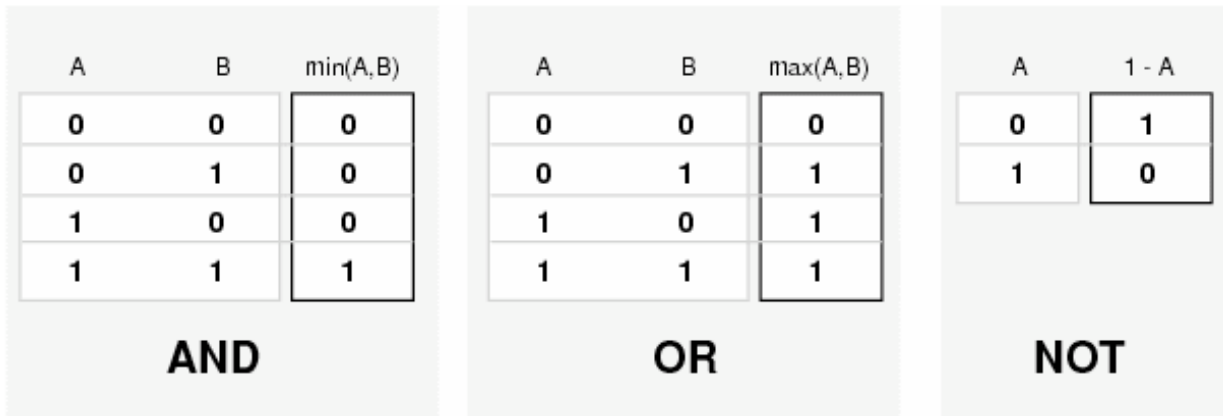 A B min(A,B) A B max(A,B) A 1 - A
0 0 0 0 0 0 0 1
0 1 0 0 1 1 1 0
1 0 0 1 0 1
1 1 1 1 1 1
AND OR NOT